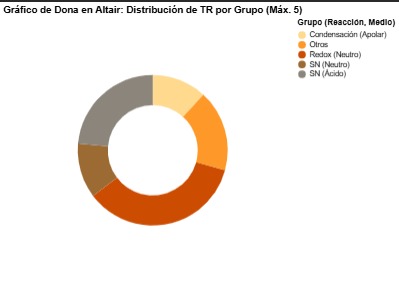 Gráfico de Dona en Altair: Distribución de TR por Grupo (Máx. 5)
Grupo (Reacción, Medio)
Condensación (Apolar)
Otros
Redox (Neutro)
SN (Neutro)
SN (Ácido)